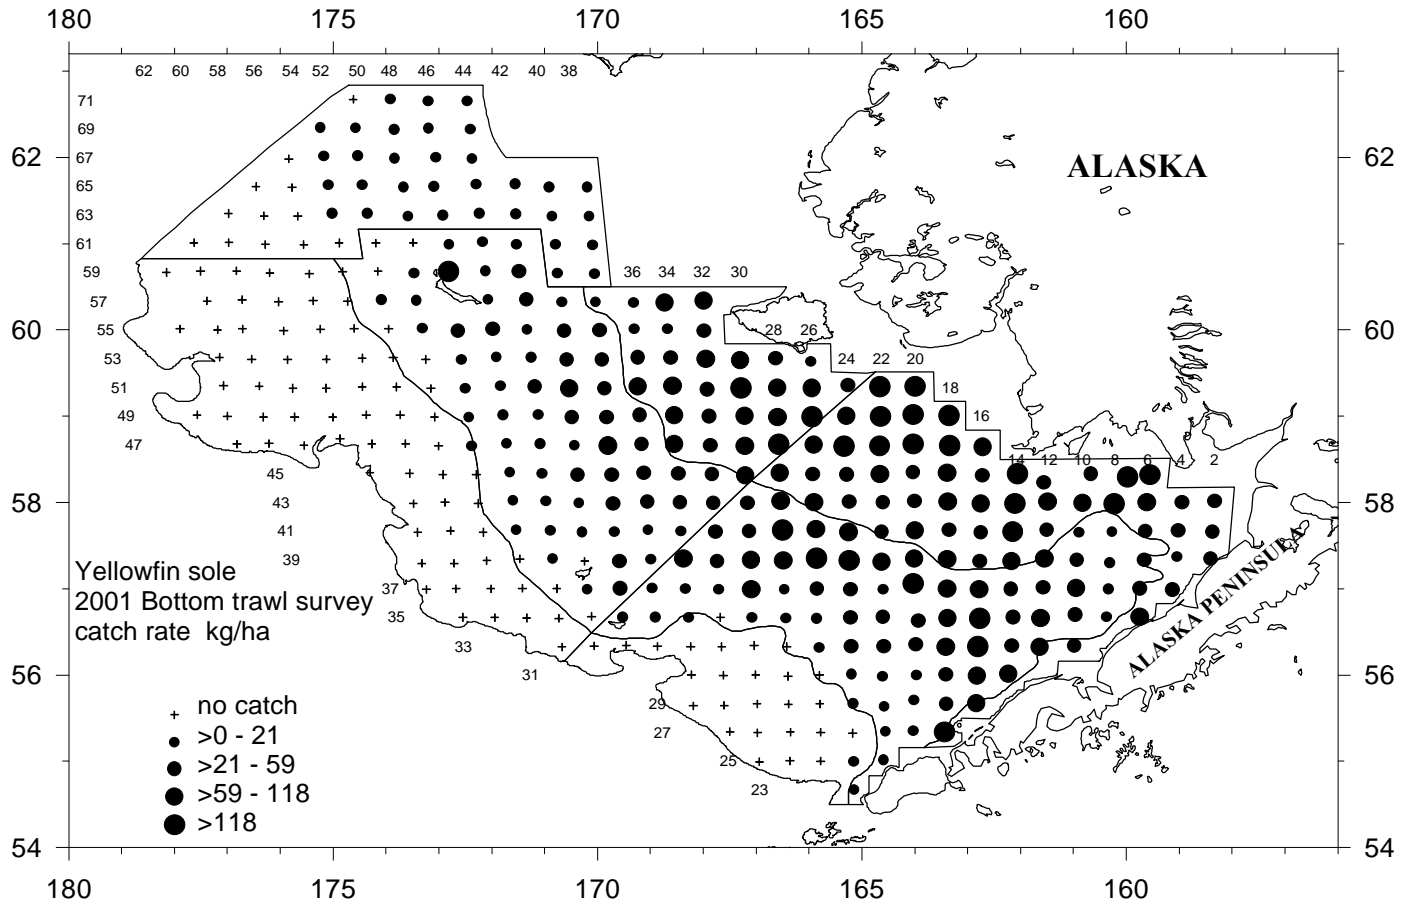 180 175 170 165 160
62 60 58 56 54 52 50 48 46 44 42 40 38
71
69
62 67 62
ALASKA
65
63
61
59 36 34 32 30
57
60 55 28 26 60
53 24 22 20
51 18
49 16
47
14 12 10 8 6 4 2
45
58 43 58
41
39
Yellowfin sole
2001 Bottom trawl survey
catch rate kg/ha
37
35
33
31
ALASKA PENINSULA
56 56
29
27
25
23
no catch
>0 - 21
>21 - 59
>59 - 118
>118
54 54
180 175 170 165 160